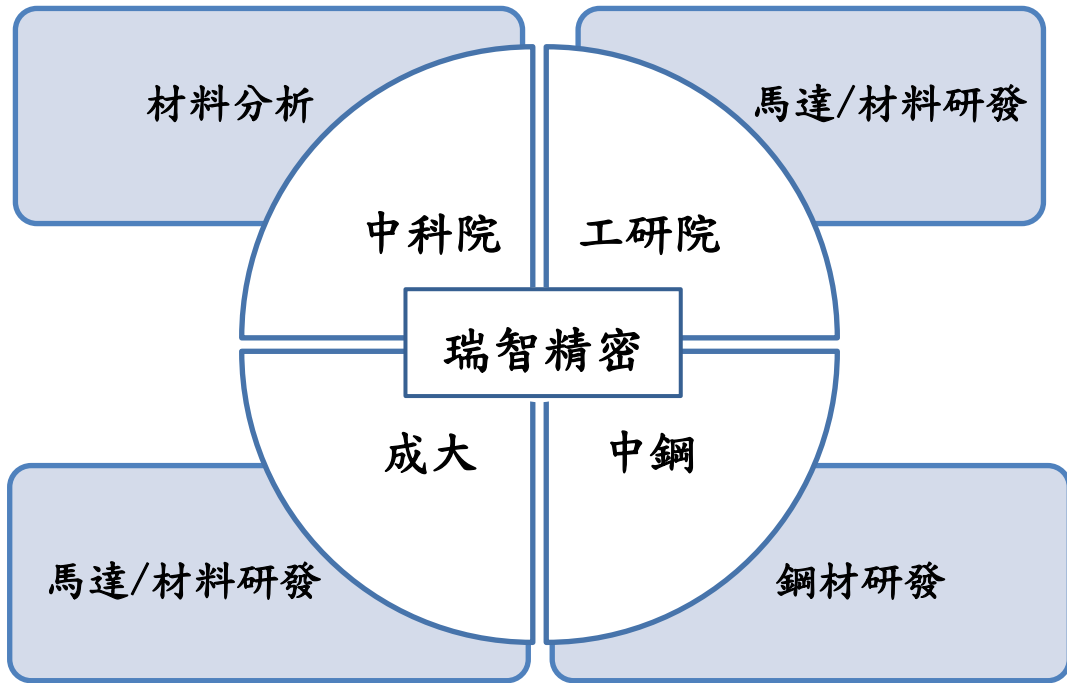 材料分析
馬達/材料研發
中科院
工研院
瑞智精密
成大
中鋼
馬達/材料研發
鋼材研發